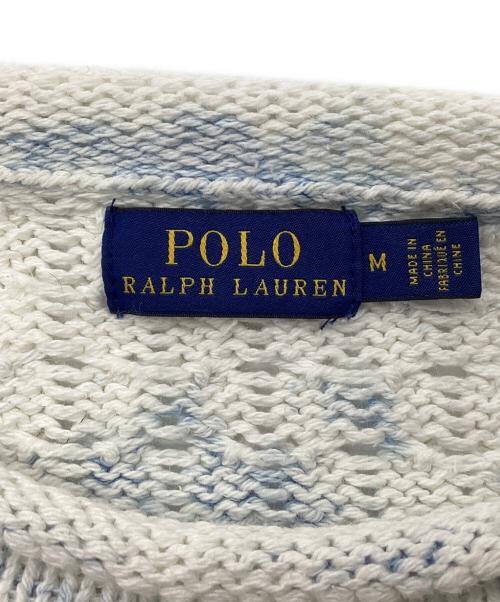 POLO
RALPH LAUREN
M
MADE IN
CHINA
FABRIQUÉ EN
CHINE